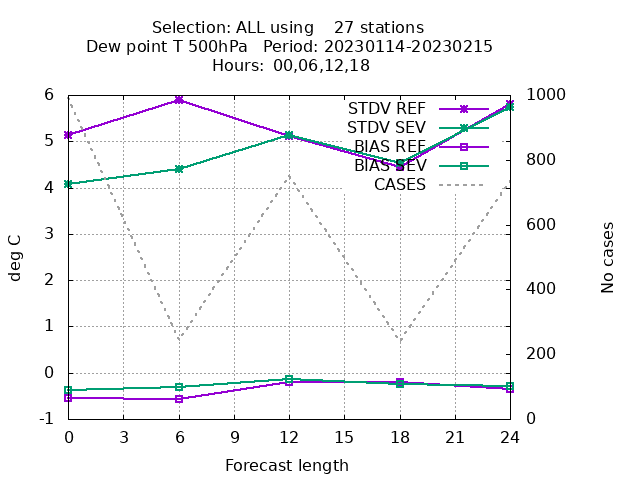 Selection: ALL using    27 stations
Dew point T 500hPa   Period: 20230114-20230215
Hours:  00,06,12,18
6
5
4
3
2
1
0
-1
1000
800
600
400
200
0
deg C
No cases
STDV REF
STDV SEV
BIAS REF
BIAS SEV
CASES
0 3 6 9 12 15 18 21 24
Forecast length